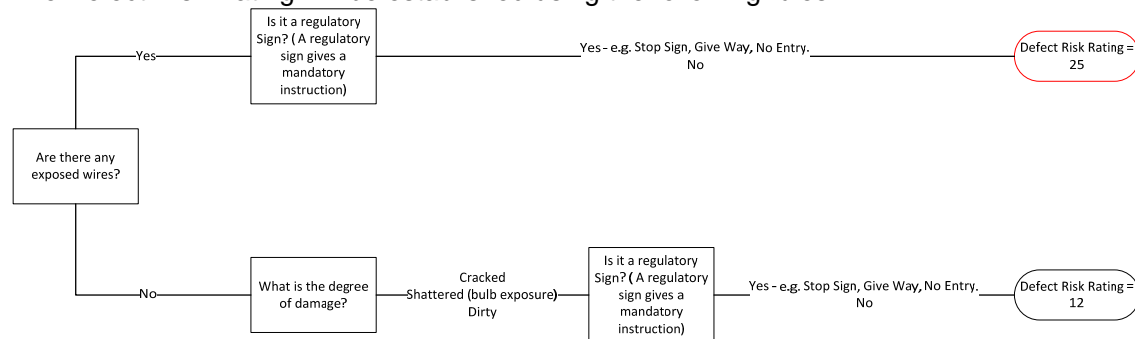 Is it a regulatory
Sign? ( A regulatory
sign gives a
mandatory
instruction)
Yes
Yes - e.g. Stop Sign, Give Way, No Entry.
No
Defect Risk Rating =
25
Are there any
exposed wires?
No
What is the degree
of damage?
Cracked
Shattered (bulb exposure)
Dirty
Is it a regulatory
Sign? ( A regulatory
sign gives a
mandatory
instruction)
Yes - e.g. Stop Sign, Give Way, No Entry.
No
Defect Risk Rating =
12